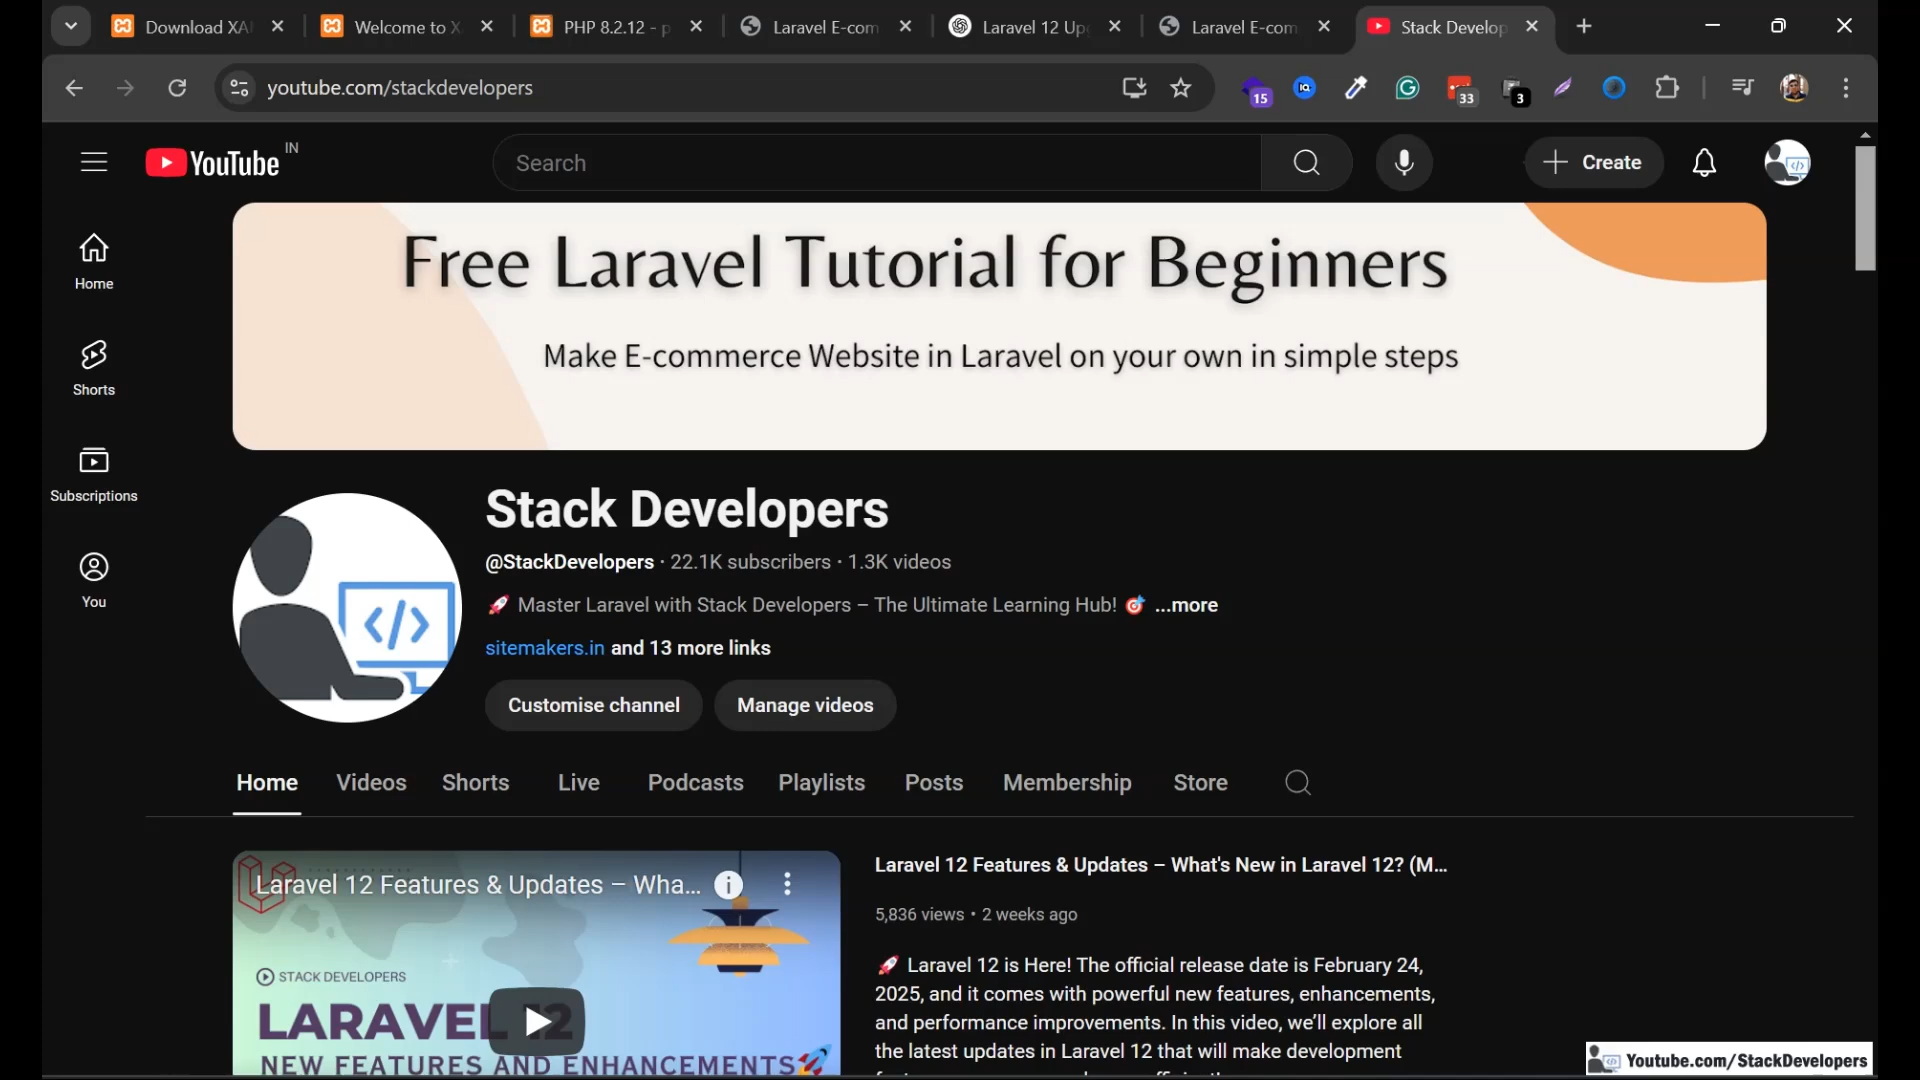 Download XA
Welcome to X
PHP 8.2.12 - p
Laravel E-com
Laravel 12 Up
Laravel E-com
Stack Develop
youtube.com/stackdevelopers
15
33
3
YouTube IN
Search
Create
Home
Shorts
Subscriptions
You
Free Laravel Tutorial for Beginners
Make E-commerce Website in Laravel on your own in simple steps
Stack Developers
@StackDevelopers · 22.1K subscribers · 1.3K videos
🚀 Master Laravel with Stack Developers – The Ultimate Learning Hub! 🎯 ...more
sitemakers.in and 13 more links
Customise channel
Manage videos
Home
Videos
Shorts
Live
Podcasts
Playlists
Posts
Membership
Store
Laravel 12 Features & Updates – Wha...
STACK DEVELOPERS
LARAVEL 12
NEW FEATURES AND ENHANCEMENTS🚀
Laravel 12 Features & Updates – What's New in Laravel 12? (M...
5,836 views • 2 weeks ago
🚀 Laravel 12 is Here! The official release date is February 24,
2025, and it comes with powerful new features, enhancements,
and performance improvements. In this video, we'll explore all
the latest updates in Laravel 12 that will make development
Youtube.com/StackDevelopers